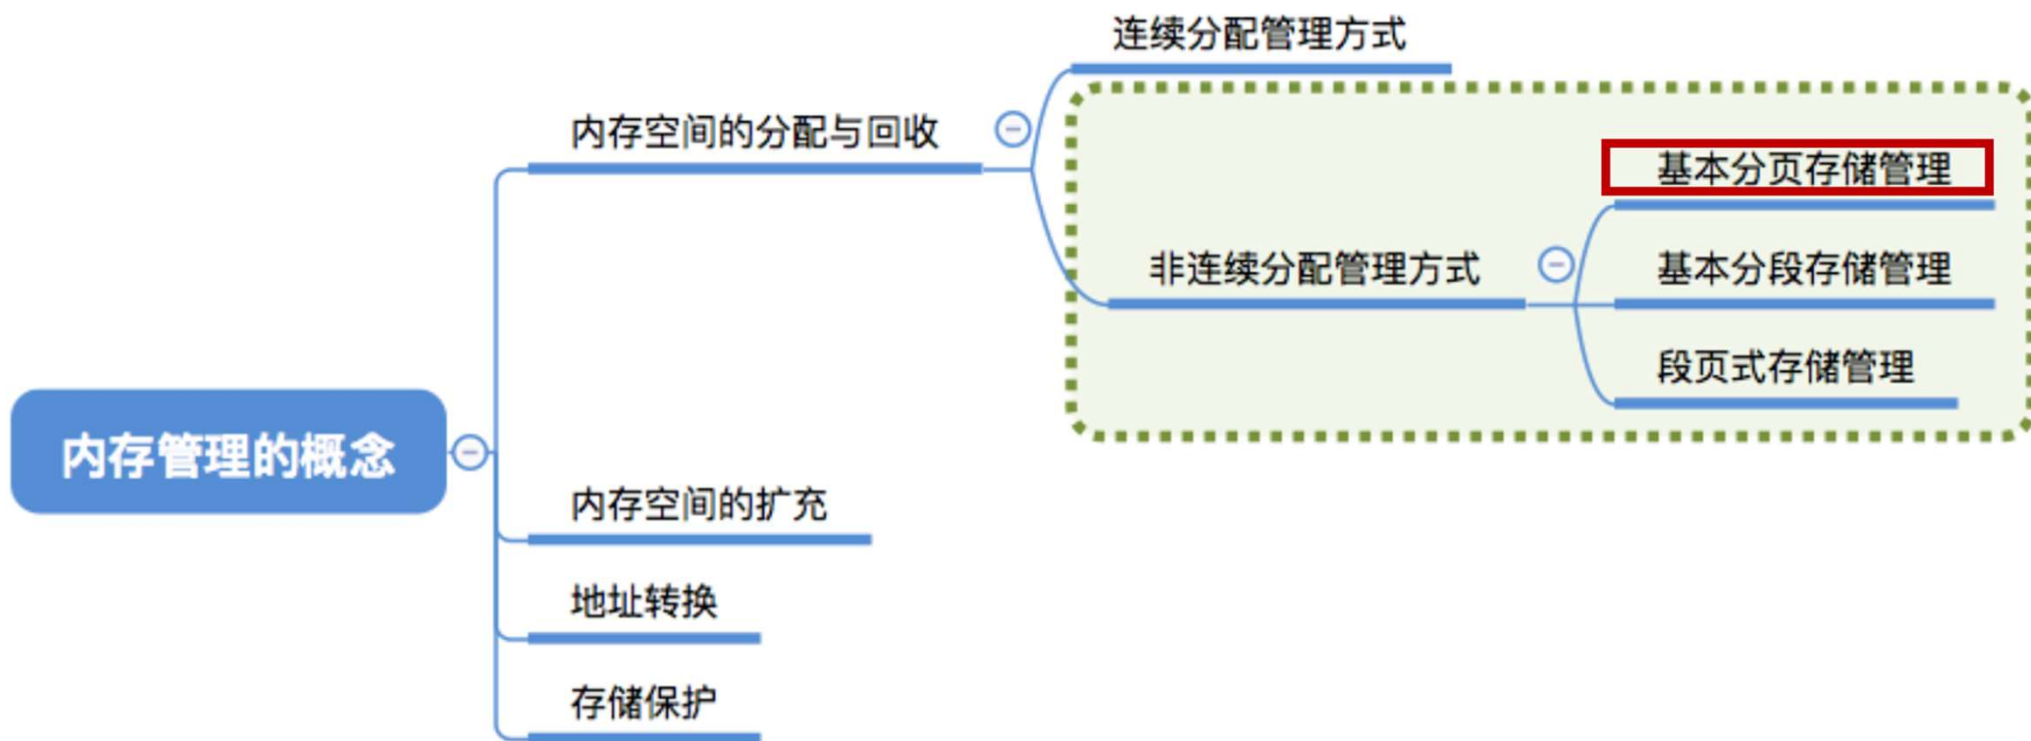 连续分配管理方式
内存空间的分配与回收
基本分页存储管理
非连续分配管理方式
基本分段存储管理
段页式存储管理
内存管理的概念
内存空间的扩充
地址转换
存储保护